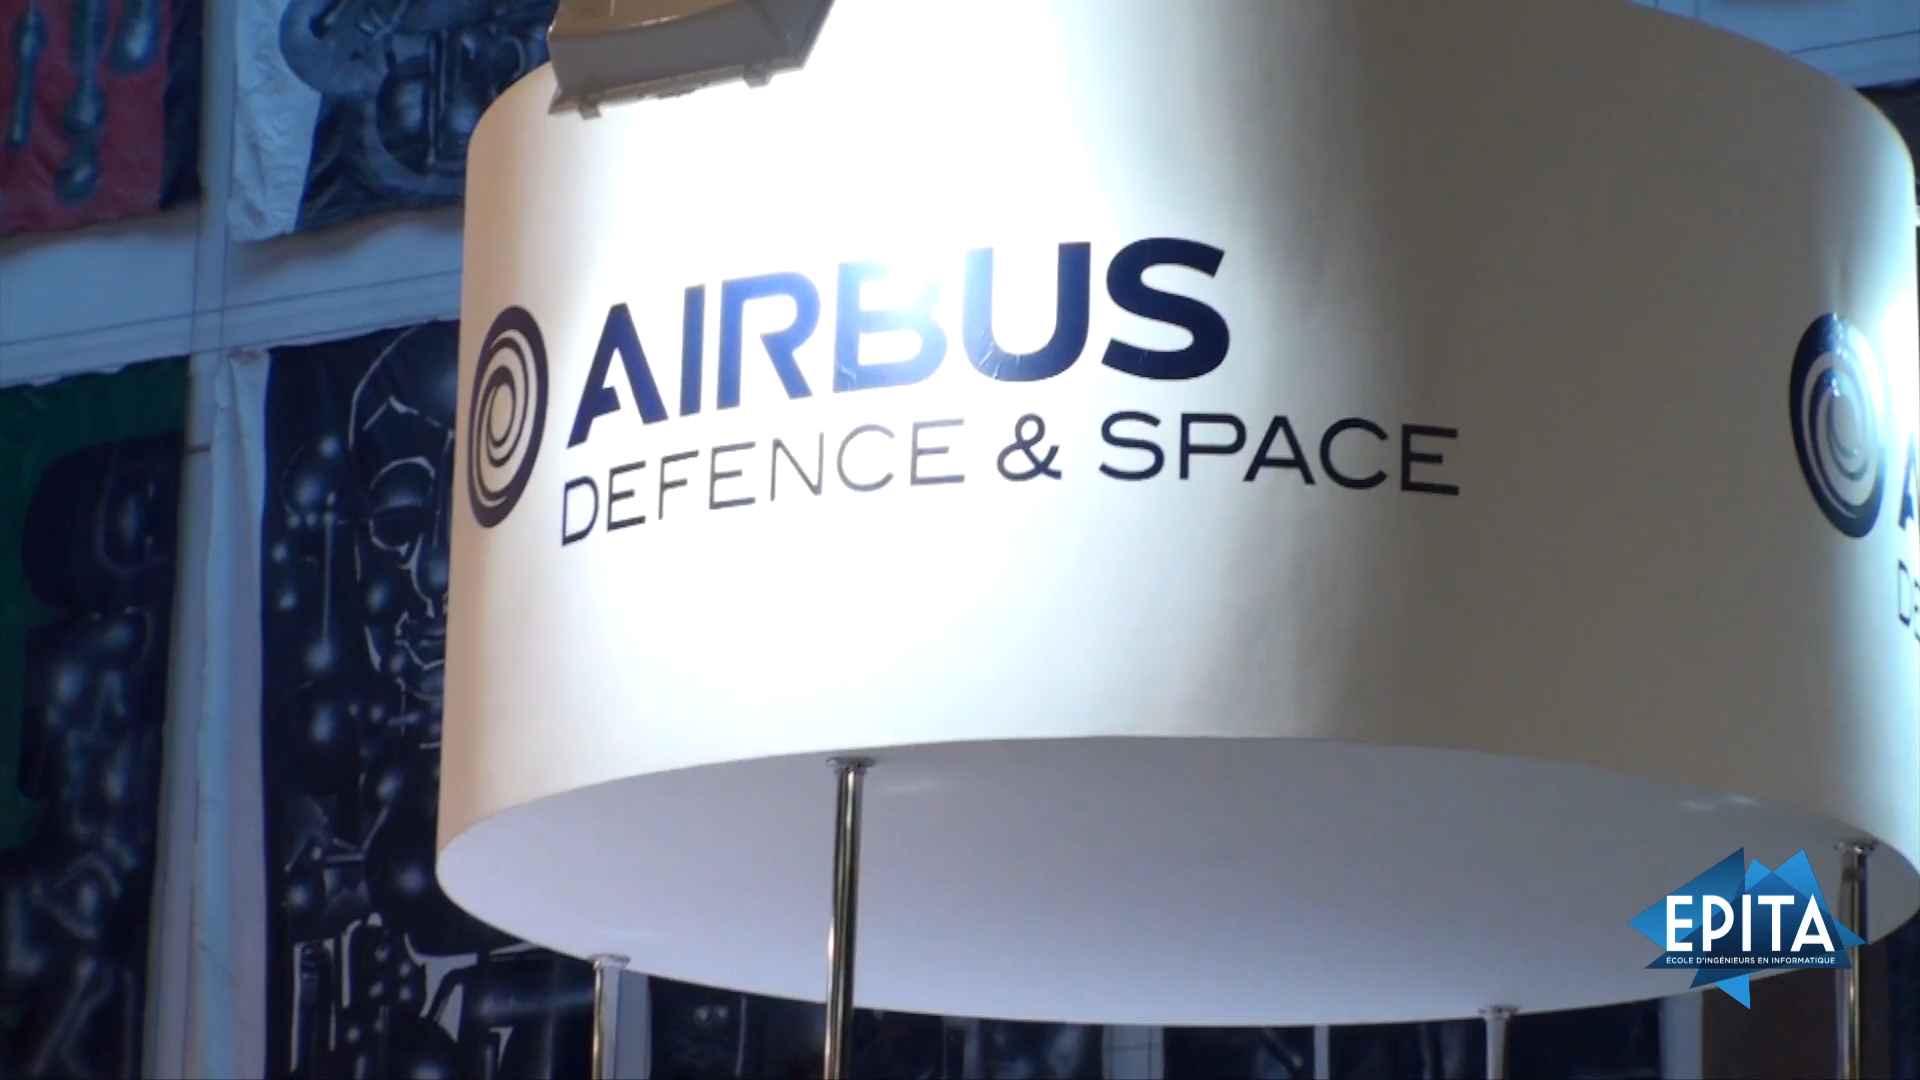 AIRBUS
DEFENCE & SPACE
EPITA
ÉCOLE D'INGÉNIEURS EN INFORMATIQUE